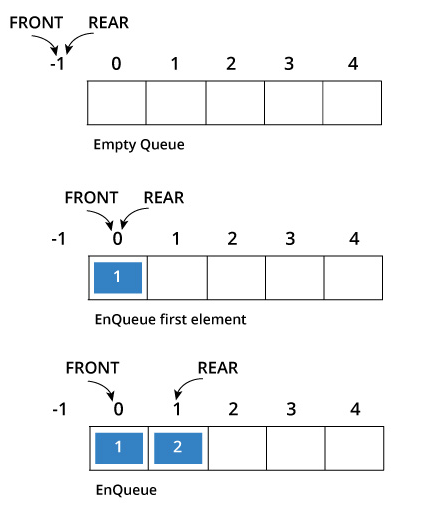 FRONT REAR
-1 0 1 2 3 4
Empty Queue
FRONT REAR
-1 0 1 2 3 4
1
EnQueue first element
FRONT REAR
-1 0 1 2 3 4
1 2
EnQueue